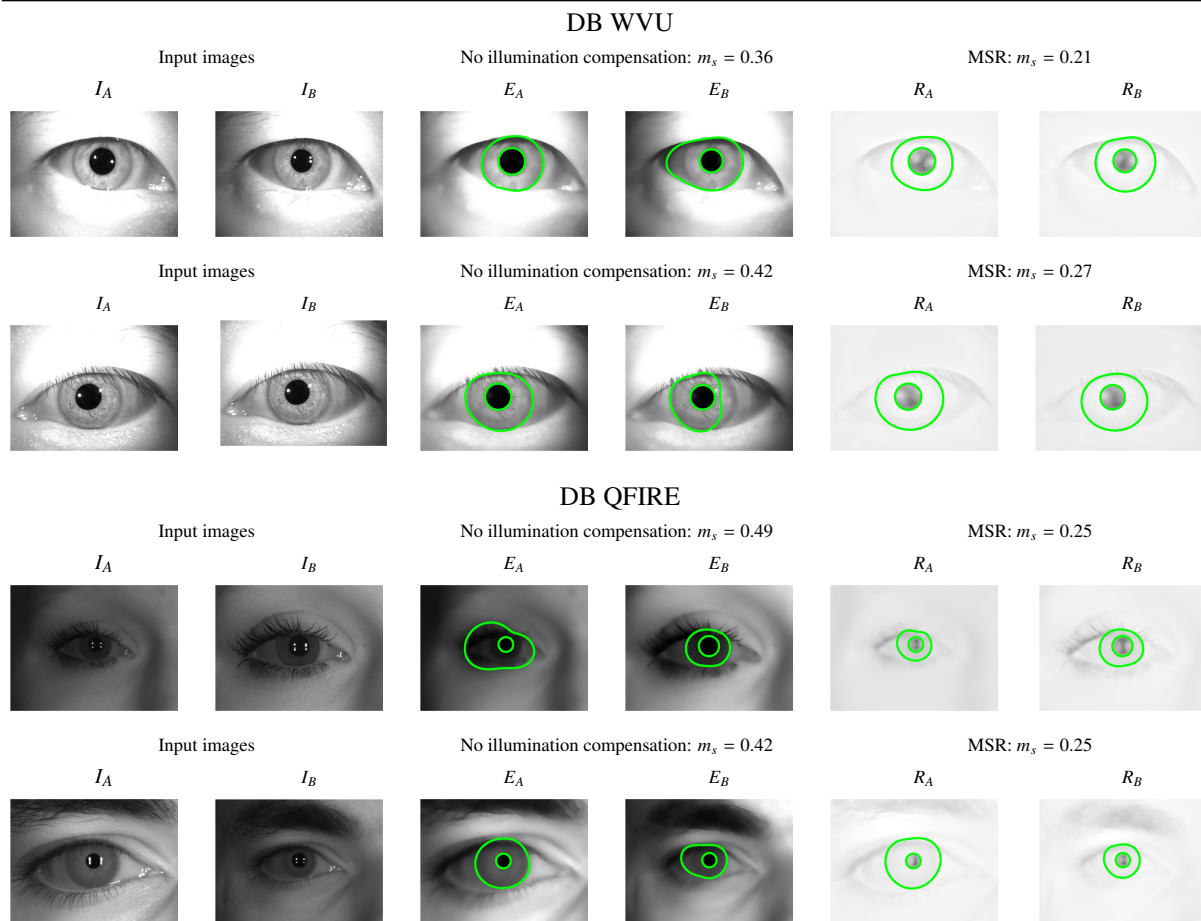 DB WVU
Input images No illumination compensation: m_s = 0.36 MSR: m_s = 0.21
I_A I_B E_A E_B R_A R_B
Input images No illumination compensation: m_s = 0.42 MSR: m_s = 0.27
I_A I_B E_A E_B R_A R_B
DB QFIRE
Input images No illumination compensation: m_s = 0.49 MSR: m_s = 0.25
I_A I_B E_A E_B R_A R_B
Input images No illumination compensation: m_s = 0.42 MSR: m_s = 0.25
I_A I_B E_A E_B R_A R_B